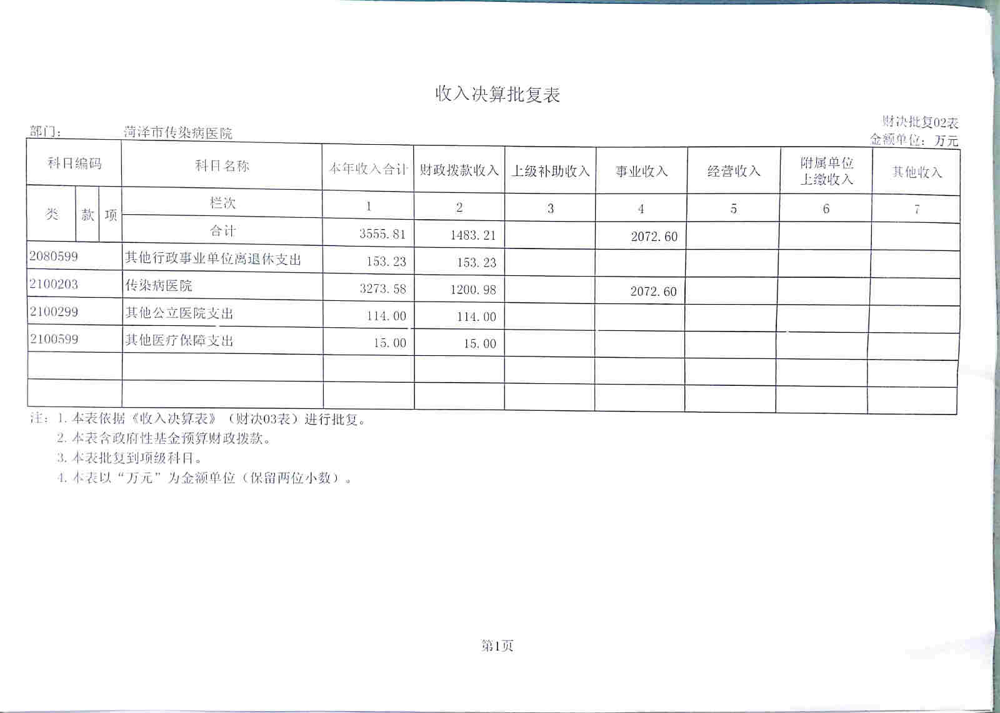 收入决算批复表
财决批复02表
部门： 菏泽市传染病医院 金额单位：万元
科目编码 科目名称 本年收入合计 财政拨款收入 上级补助收入 事业收入 经营收入 附属单位上缴收入 其他收入
类 款 项 栏次 1 2 3 4 5 6 7
合计 3555.81 1483.21 2072.60
2080599 其他行政事业单位离退休支出 153.23 153.23
2100203 传染病医院 3273.58 1200.98 2072.60
2100299 其他公立医院支出 114.00 114.00
2100599 其他医疗保障支出 15.00 15.00
注：1.本表依据《收入决算表》（财决03表）进行批复。
2.本表含政府性基金预算财政拨款。
3.本表批复到项级科目。
4.本表以“万元”为金额单位（保留两位小数）。
第1页